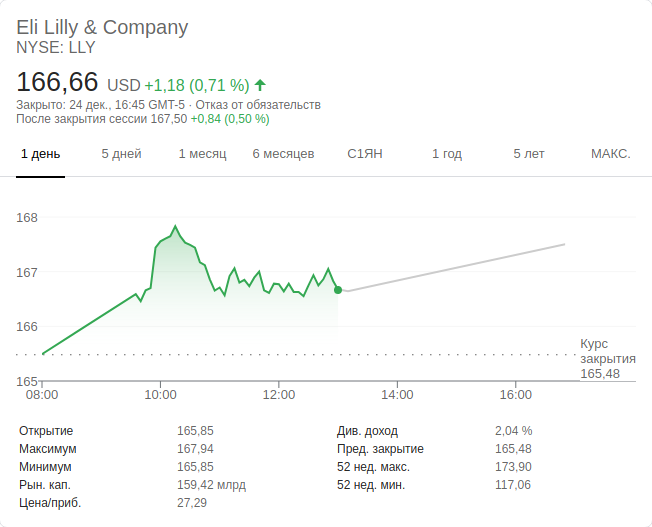 Eli Lilly & Company
NYSE: LLY
166,66 USD +1,18 (0,71 %)
Закрыто: 24 дек., 16:45 GMT-5 · Отказ от обязательств
После закрытия сессии 167,50 +0,84 (0,50 %)
1 день 5 дней 1 месяц 6 месяцев С1ЯН 1 год 5 лет МАКС.
168
167
166
Курс
закрытия
165,48
165
08:00 10:00 12:00 14:00 16:00
Открытие 165,85 Див. доход 2,04 %
Максимум 167,94 Пред. закрытие 165,48
Минимум 165,85 52 нед. макс. 173,90
Рын. кап. 159,42 млрд 52 нед. мин. 117,06
Цена/приб. 27,29